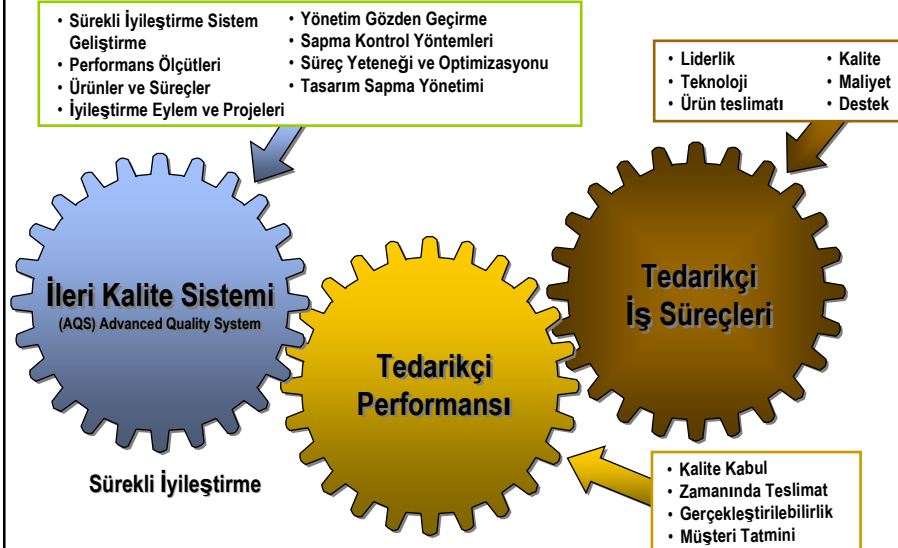 • Sürekli İyileştirme Sistem
Geliştirme
• Performans Ölçütleri
• Ürünler ve Süreçler
• İyileştirme Eylem ve Projeleri
• Yönetim Gözden Geçirme
• Sapma Kontrol Yöntemleri
• Süreç Yeteneği ve Optimizasyonu
• Tasarım Sapma Yönetimi
• Liderlik
• Teknoloji
• Ürün teslimatı
• Kalite
• Maliyet
• Destek
İleri Kalite Sistemi
(AQS) Advanced Quality System
Tedarikçi
Performansı
Tedarikçi
İş Süreçleri
Sürekli İyileştirme
• Kalite Kabul
• Zamanında Teslimat
• Gerçekleştirilebilirlik
• Müşteri Tatmini